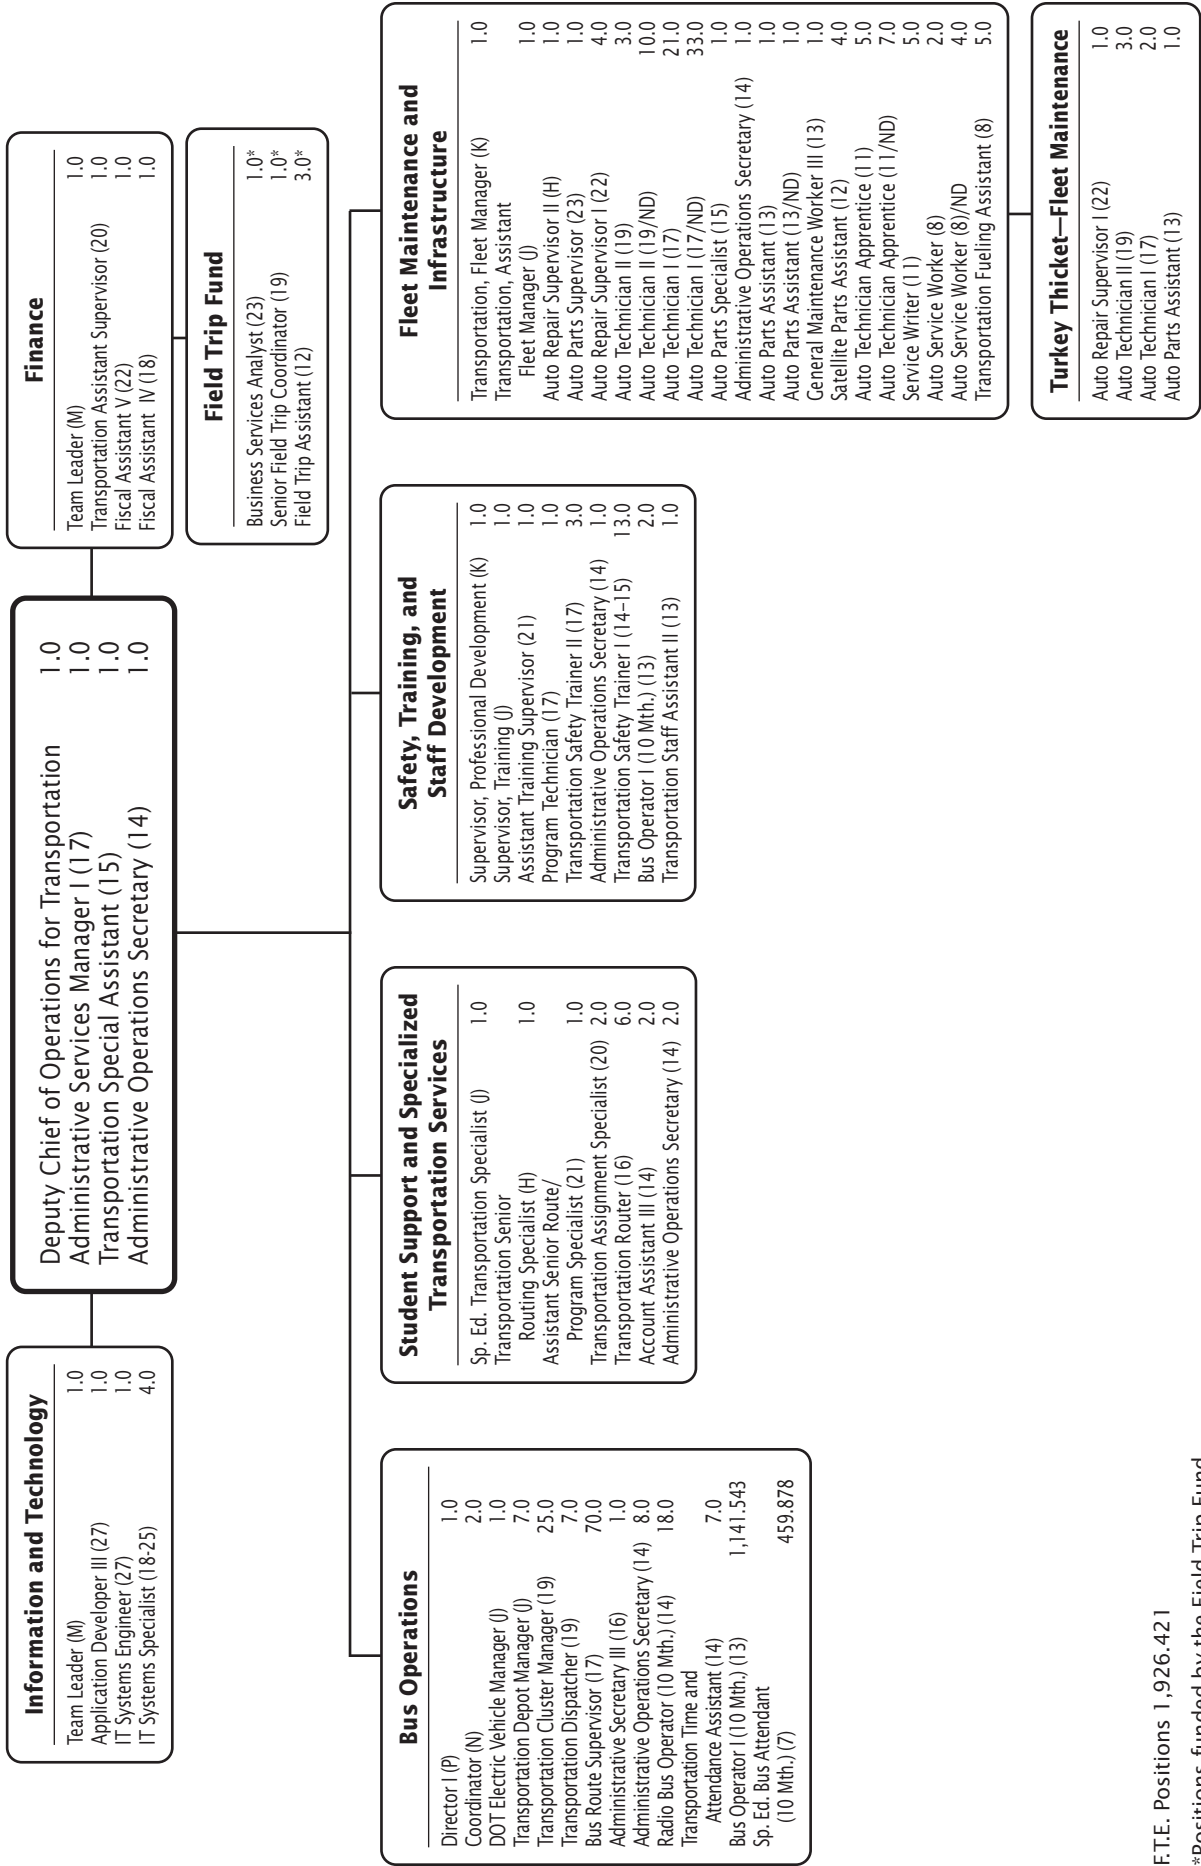 Information and Technology
Team Leader (M) 1.0
Application Developer III (27) 1.0
IT Systems Engineer (27) 1.0
IT Systems Specialist (18-25) 4.0
Deputy Chief of Operations for Transportation 1.0
Administrative Services Manager I (17) 1.0
Transportation Special Assistant (15) 1.0
Administrative Operations Secretary (14) 1.0
Finance
Team Leader (M) 1.0
Transportation Assistant Supervisor (20) 1.0
Fiscal Assistant V (22) 1.0
Fiscal Assistant IV (18) 1.0
Field Trip Fund
Business Services Analyst (23) 1.0*
Senior Field Trip Coordinator (19) 1.0*
Field Trip Assistant (12) 3.0*
Bus Operations
Director I (P) 1.0
Coordinator (N) 2.0
DOT Electric Vehicle Manager (J) 1.0
Transportation Depot Manager (J) 7.0
Transportation Cluster Manager (19) 25.0
Transportation Dispatcher (19) 7.0
Bus Route Supervisor (17) 70.0
Administrative Secretary III (16) 1.0
Administrative Operations Secretary (14) 8.0
Radio Bus Operator (10 Mth.) (14) 18.0
Transportation Time and
Attendance Assistant (14) 7.0
Bus Operator I (10 Mth.) (13) 1,141.543
Sp. Ed. Bus Attendant
(10 Mth.) (7) 459.878
Student Support and Specialized
Transportation Services
Sp. Ed. Transportation Specialist (J) 1.0
Transportation Senior
Routing Specialist (H) 1.0
Assistant Senior Route/
Program Specialist (21) 1.0
Transportation Assignment Specialist (20) 2.0
Transportation Router (16) 6.0
Account Assistant III (14) 2.0
Administrative Operations Secretary (14) 2.0
Safety, Training, and
Staff Development
Supervisor, Professional Development (K) 1.0
Supervisor, Training (J) 1.0
Assistant Training Supervisor (21) 1.0
Program Technician (17) 1.0
Transportation Safety Trainer II (17) 3.0
Administrative Operations Secretary (14) 1.0
Transportation Safety Trainer I (14–15) 13.0
Bus Operator I (10 Mth.) (13) 2.0
Transportation Staff Assistant II (13) 1.0
Fleet Maintenance and
Infrastructure
Transportation, Fleet Manager (K) 1.0
Transportation, Assistant
Fleet Manager (J) 1.0
Auto Repair Supervisor II (H) 1.0
Auto Parts Supervisor (23) 1.0
Auto Repair Supervisor I (22) 4.0
Auto Technician II (19) 3.0
Auto Technician II (19/ND) 10.0
Auto Technician I (17) 21.0
Auto Technician I (17/ND) 33.0
Auto Parts Specialist (15) 1.0
Administrative Operations Secretary (14) 1.0
Auto Parts Assistant (13) 1.0
Auto Parts Assistant (13/ND) 1.0
General Maintenance Worker III (13) 1.0
Satellite Parts Assistant (12) 4.0
Auto Technician Apprentice (11) 5.0
Auto Technician Apprentice (11/ND) 7.0
Service Writer (11) 5.0
Auto Service Worker (8) 2.0
Auto Service Worker (8)/ND 4.0
Transportation Fueling Assistant (8) 5.0
Turkey Thicket—Fleet Maintenance
Auto Repair Supervisor I (22) 1.0
Auto Technician II (19) 3.0
Auto Technician I (17) 2.0
Auto Parts Assistant (13) 1.0
F.T.E. Positions 1,926.421
*Positions funded by the Field Trip Fund